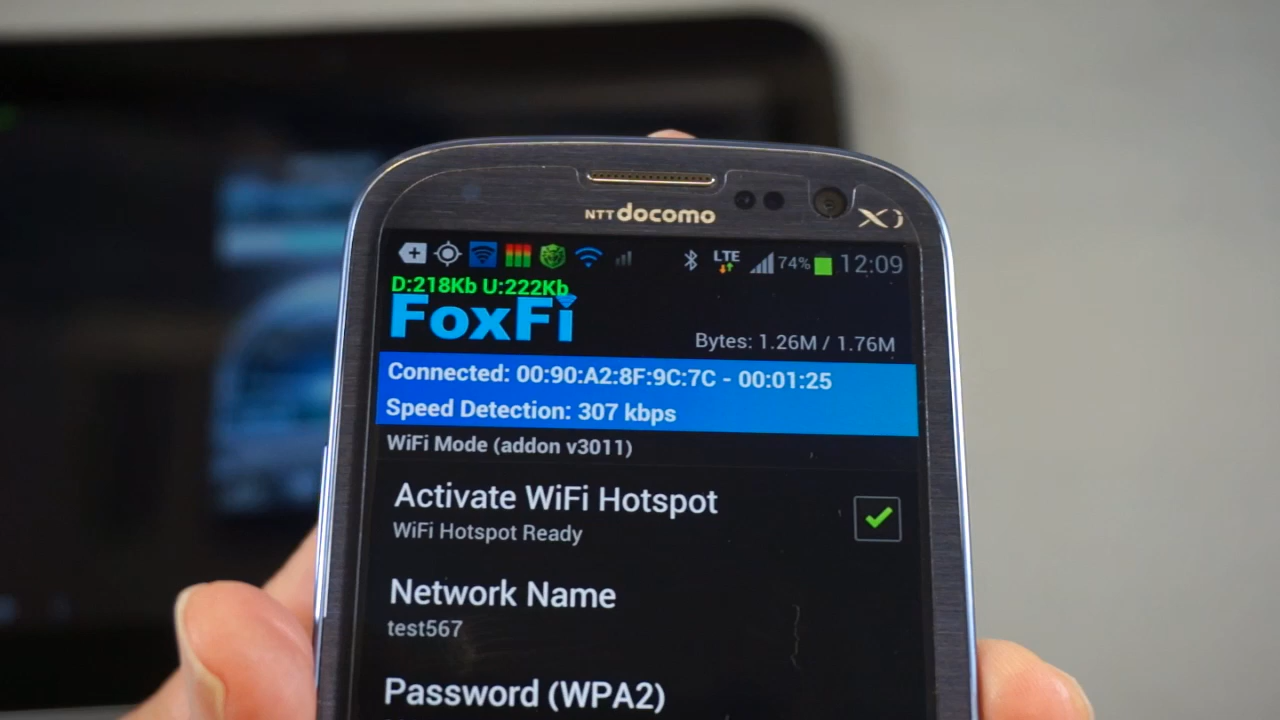 NTT docomo Xi
LTE 74% 12:09
D:218Kb U:222Kb
FoxFi
Bytes: 1.26M / 1.76M
Connected: 00:90:A2:8F:9C:7C - 00:01:25
Speed Detection: 307 kbps
WiFi Mode (addon v3011)
Activate WiFi Hotspot
WiFi Hotspot Ready
Network Name
test567
Password (WPA2)